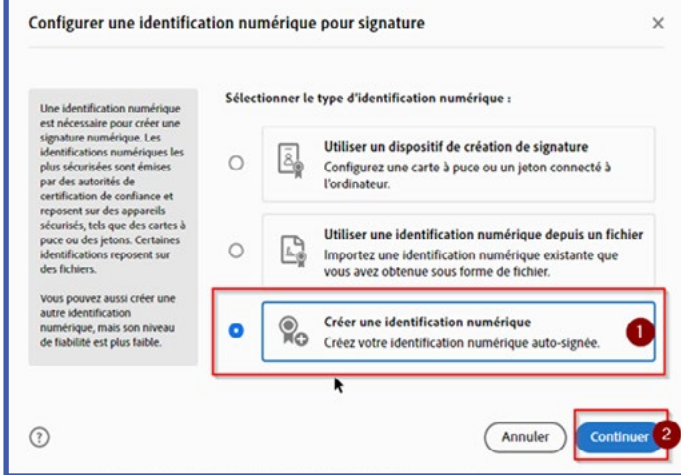 Configurer une identification numérique pour signature
Une identification numérique
est nécessaire pour créer une
signature numérique. Les
identifications numériques les
plus sécurisées sont émises
par des autorités de
certification de confiance et
reposent sur des appareils
sécurisés, tels que des cartes à
puce ou des jetons. Certaines
identifications reposent sur
des fichiers.
Vous pouvez aussi créer une
autre identification
numérique, mais son niveau
de fiabilité est plus faible.
Sélectionner le type d'identification numérique :
Utiliser un dispositif de création de signature
Configurez une carte à puce ou un jeton connecté à
l'ordinateur.
Utiliser une identification numérique depuis un fichier
Importez une identification numérique existante que
vous avez obtenue sous forme de fichier.
Créer une identification numérique
Créez votre identification numérique auto-signée.
1
?
Annuler
Continuer
2